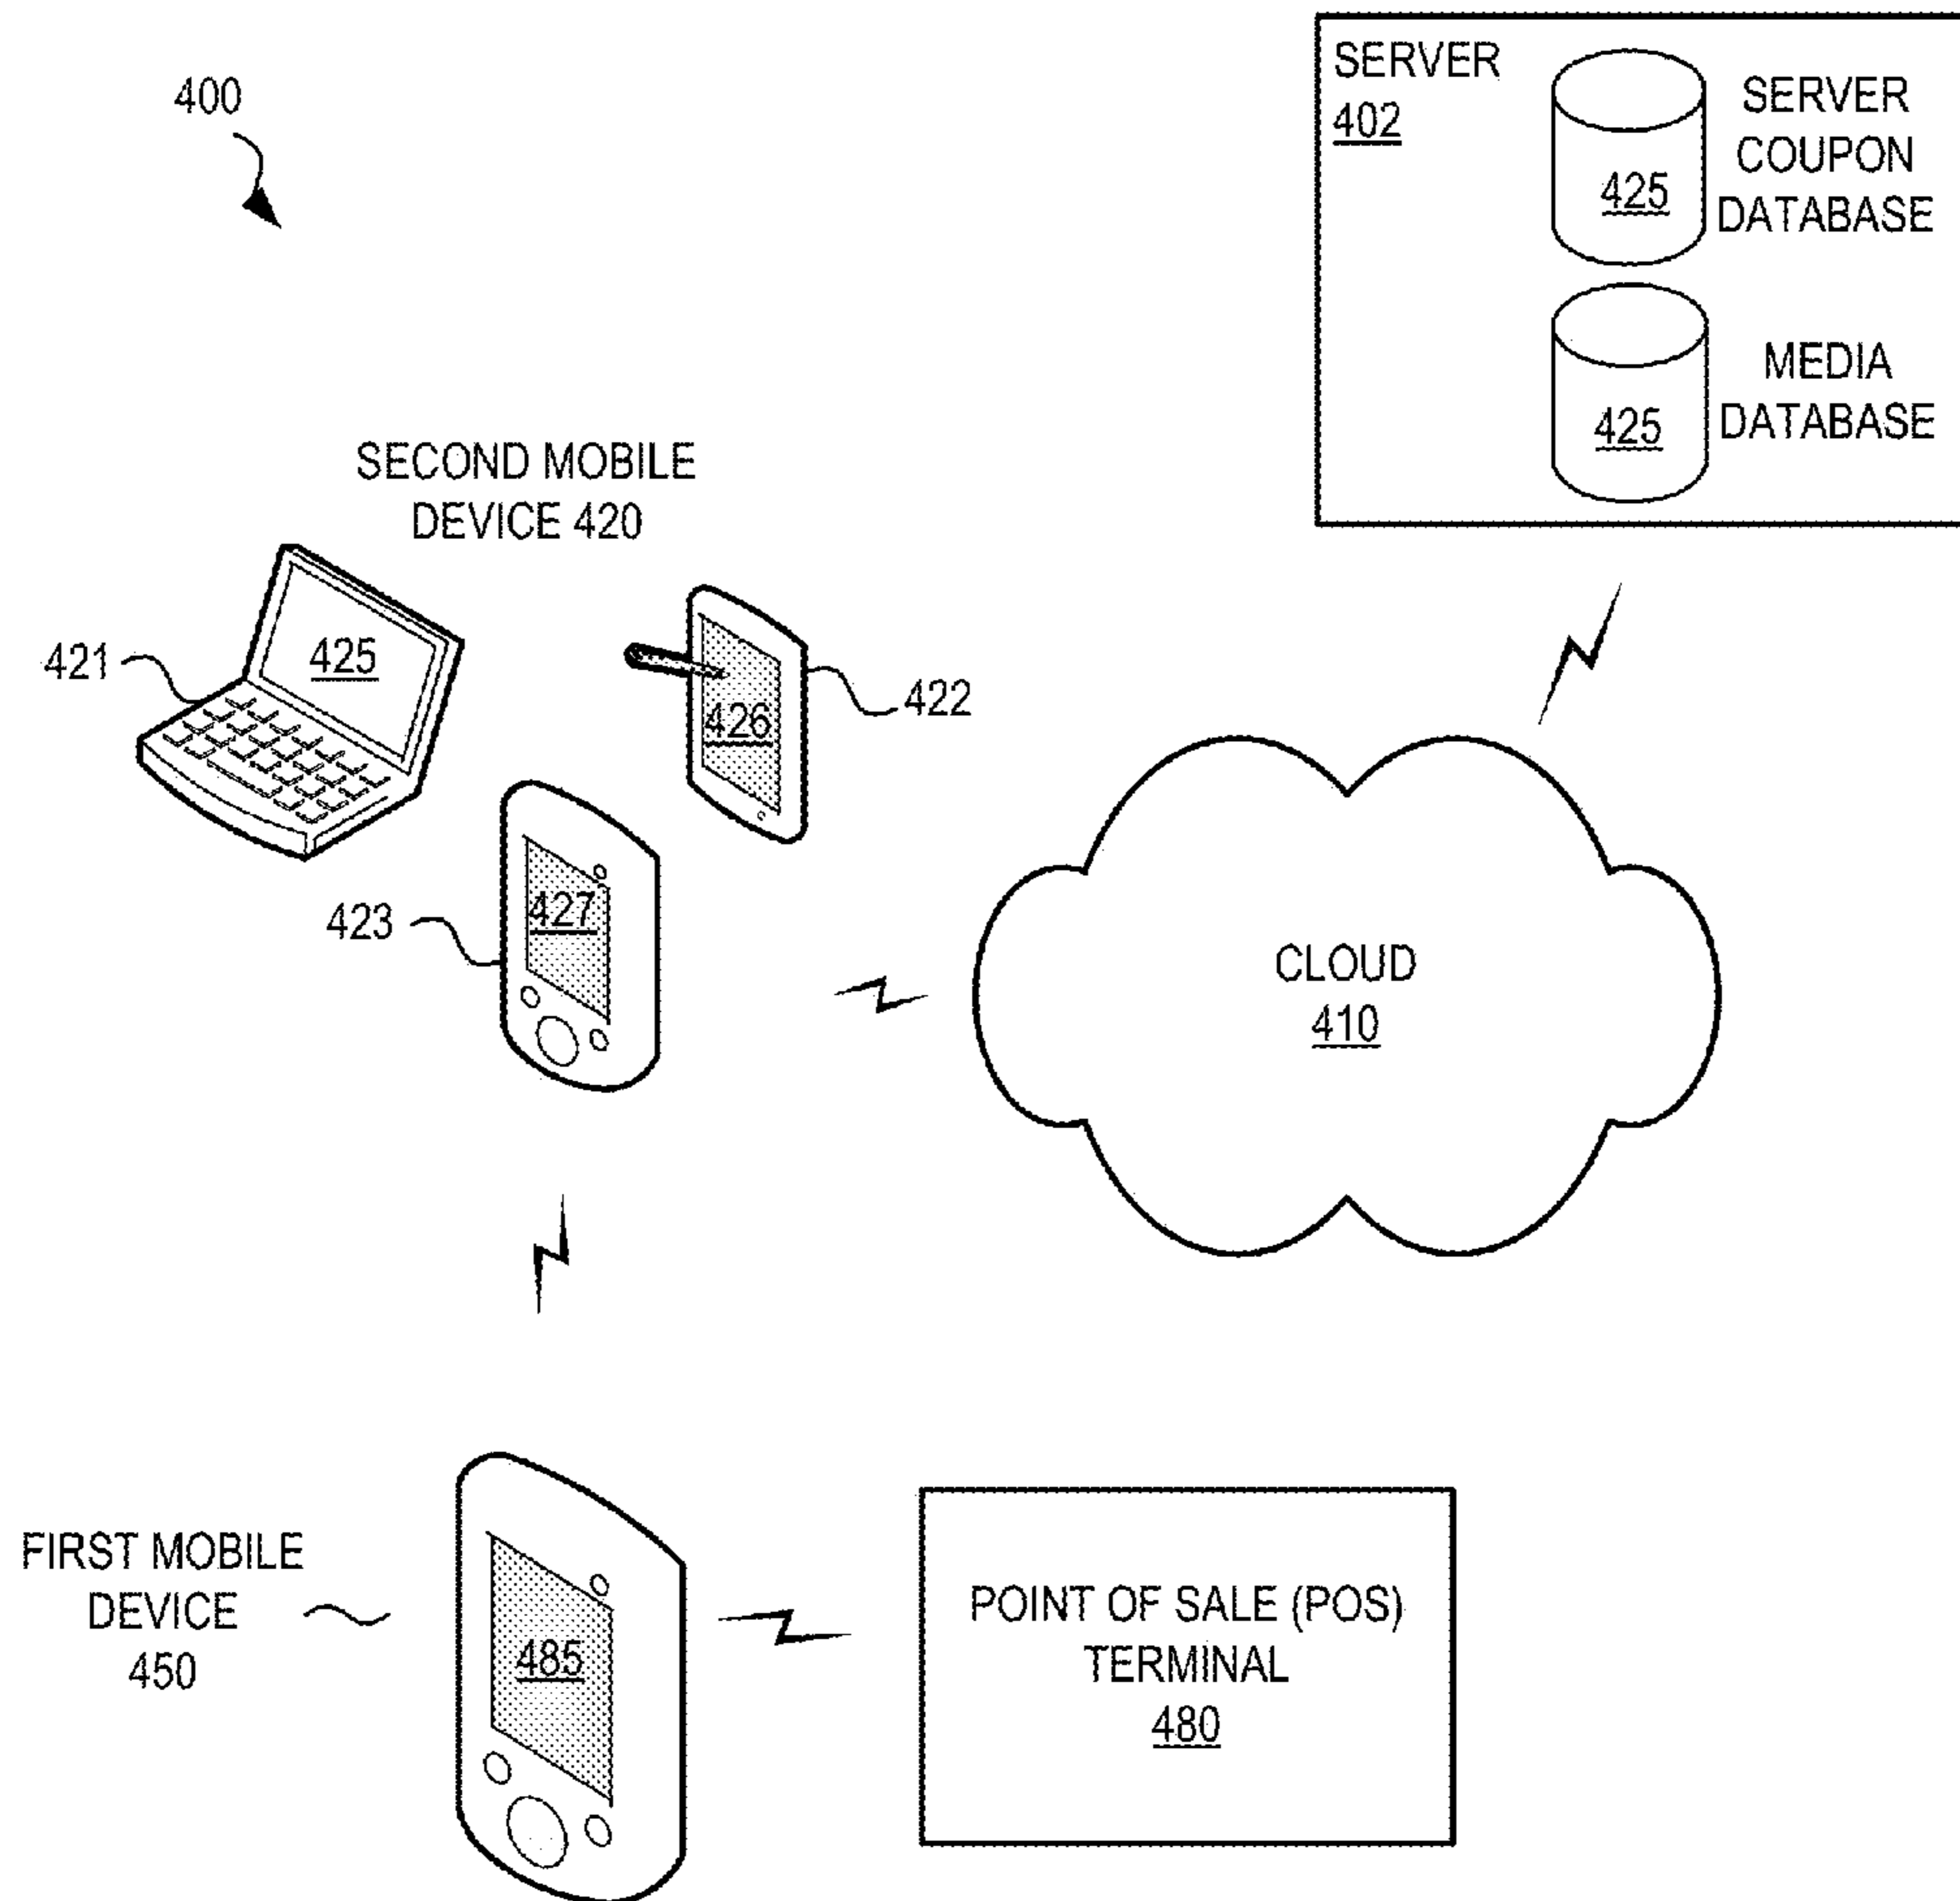 400
SERVER
402
425
SERVER
COUPON
DATABASE
425
MEDIA
DATABASE
SECOND MOBILE
DEVICE 420
421
425
426
422
423
427
CLOUD
410
FIRST MOBILE
DEVICE
450
485
POINT OF SALE (POS)
TERMINAL
480